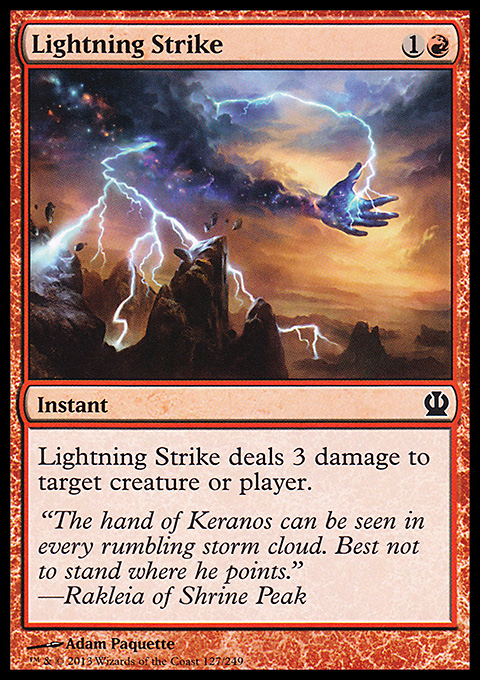 Lightning Strike 1
Instant
Lightning Strike deals 3 damage to
target creature or player.
“The hand of Keranos can be seen in
every rumbling storm cloud. Best not
to stand where he points.”
—Rakleia of Shrine Peak
Adam Paquette
™ & © 2013 Wizards of the Coast 127/249